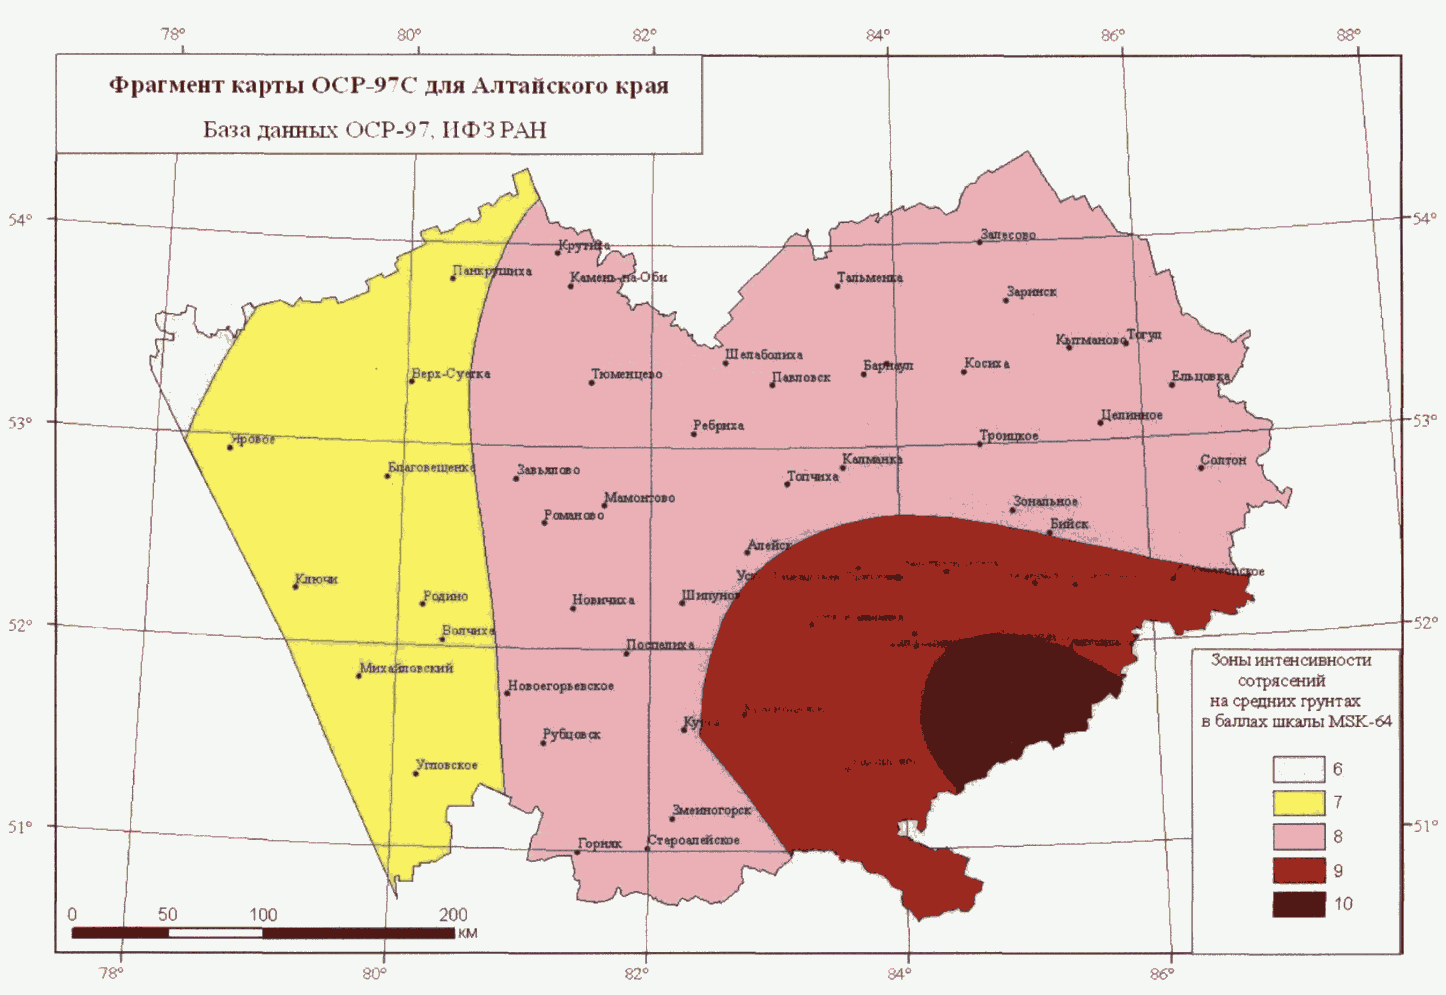 78° 80° 82° 84° 86° 88°
Фрагмент карты ОСР-97С для Алтайского края
База данных ОСР-97, ИФЗ РАН
54° 54°
Залесово
Крутиха
Панкрушиха
Камень-на-Оби
Тальменка
Заринск
Тогул
Кытманово
Шелаболиха
Барнаул
Косиха
Верх-Суетка
Тюменцево
Павловск
Ельцовка
53° 53°
Целинное
Ребриха
Троицкое
Яровое
Калманка
Солтон
Благовещенка
Завьялово
Топчиха
Мамонтово
Зональное
Романово
Бийск
Алейск
Ключи
Родино
Новичиха
Шипунов
52° 52°
Волчиха
Поспелиха
Михайловский
Новоегорьевское
Рубцовск
Угловское
Змеиногорск
51° 51°
Горняк
Староалейское
Зоны интенсивности
сотрясений
на средних грунтах
в баллах шкалы MSK-64
6
7
8
9
10
0 50 100 200
км
78° 80° 82° 84° 86°